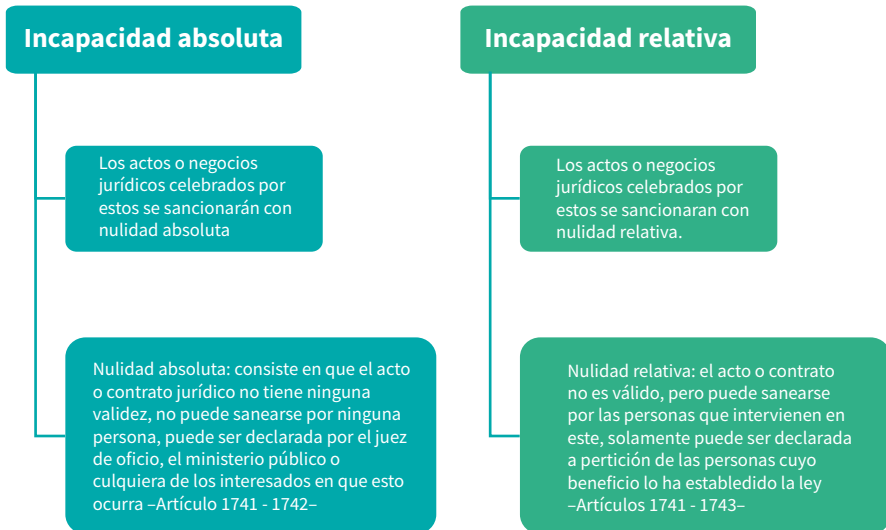 Incapacidad absoluta
Los actos o negocios
jurídicos celebrados por
estos se sancionarán con
nulidad absoluta
Nulidad absoluta: consiste en que el acto
o contrato jurídico no tiene ninguna
validez, no puede sanearse por ninguna
persona, puede ser declarada por el juez
de oficio, el ministerio público o
culquiera de los interesados en que esto
ocurra –Artículo 1741 - 1742–
Incapacidad relativa
Los actos o negocios
jurídicos celebrados por
estos se sancionaran con
nulidad relativa.
Nulidad relativa: el acto o contrato
no es válido, pero puede sanearse
por las personas que intervienen en
este, solamente puede ser declarada
a pertición de las personas cuyo
beneficio lo ha establedido la ley
–Artículos 1741 - 1743–